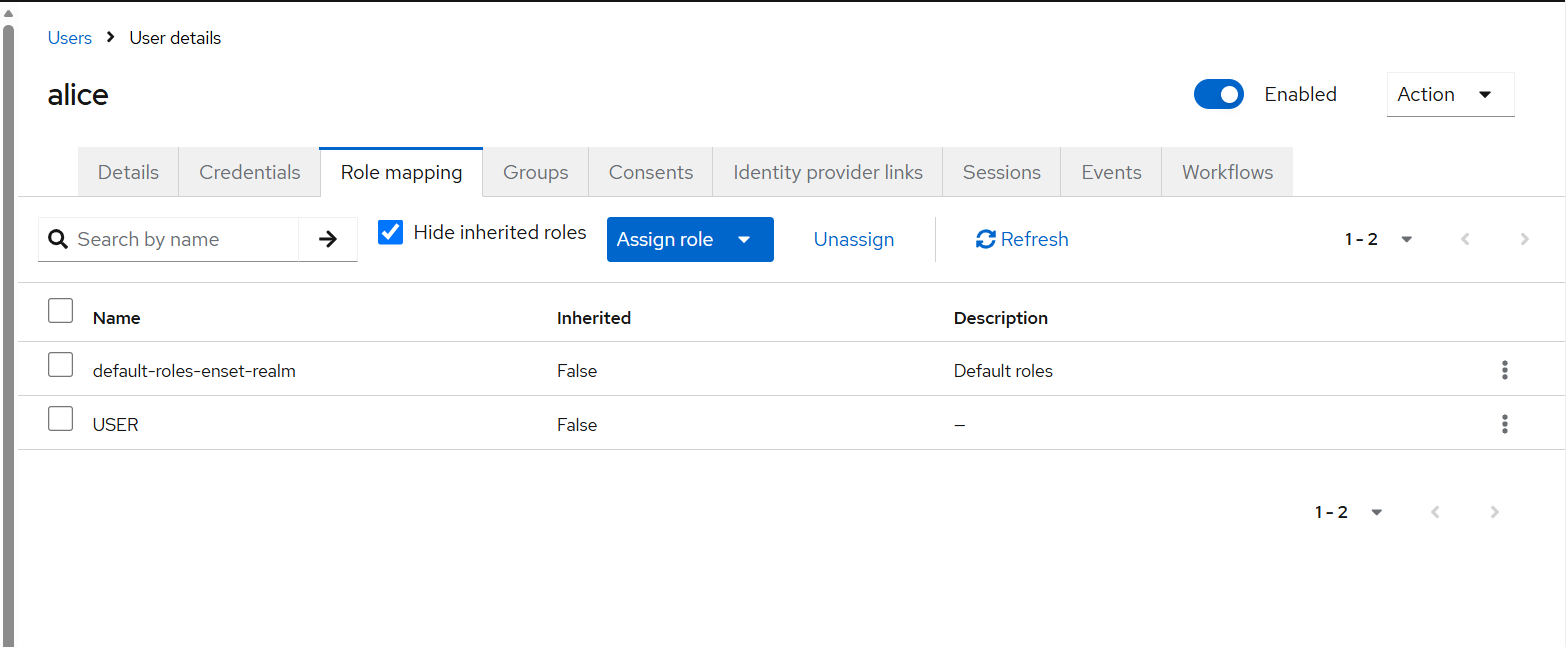 Users > User details
alice
Enabled
Action
Details Credentials Role mapping Groups Consents Identity provider links Sessions Events Workflows
Search by name
Hide inherited roles
Assign role
Unassign
Refresh
1 - 2
Name Inherited Description
default-roles-enset-realm False Default roles
USER False –
1 - 2